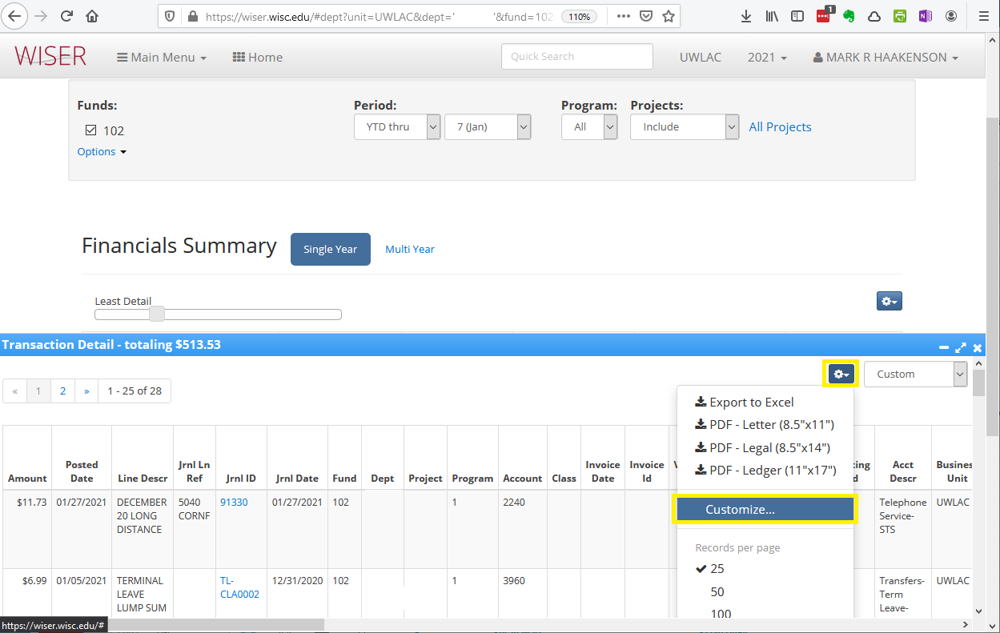 https://wiser.wisc.edu/#dept?unit=UWLAC&dept='      '&fund=102
110%
1
WISER
Main Menu
Home
Quick Search
UWLAC
2021
MARK R HAAKENSON
Funds:
Period:
Program:
Projects:
102
YTD thru
7 (Jan)
All
Include
All Projects
Options
Financials Summary
Single Year
Multi Year
Least Detail
Transaction Detail - totaling $513.53
« 1 2 » 1 - 25 of 28
Custom
Export to Excel
PDF - Letter (8.5"x11")
PDF - Legal (8.5"x14")
PDF - Ledger (11"x17")
Customize...
Records per page
25
50
100
Amount
Posted
Date
Line Descr
Jrnl Ln
Ref
Jrnl ID
Jrnl Date
Fund
Dept
Project
Program
Account
Class
Invoice
Date
Invoice
Id
Acct
Descr
Busines
Unit
$11.73
01/27/2021
DECEMBER
20 LONG
DISTANCE
5040
CORNF
91330
01/27/2021
102
1
2240
Telephone
Service-
STS
UWLAC
$6.99
01/05/2021
TERMINAL
LEAVE
LUMP SUM
TL-
CLA0002
12/31/2020
102
1
3960
Transfers-
Term
Leave-
UWLAC
https://wiser.wisc.edu/#